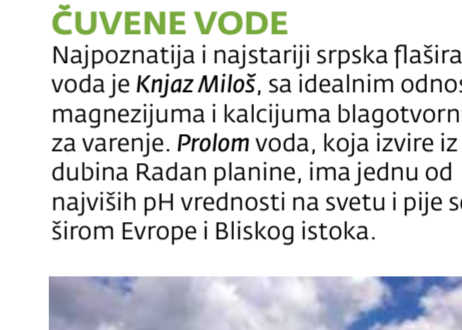 ČUVENE VODE
Najpoznatija i najstariji srpska flašira
voda je Knjaz Miloš, sa idealnim odnos
magnezijuma i kalcijuma blagotvorn
za varenje. Prolom voda, koja izvire iz
dubina Radan planine, ima jednu od
najviših pH vrednosti na svetu i pije se
širom Evrope i Bliskog istoka.